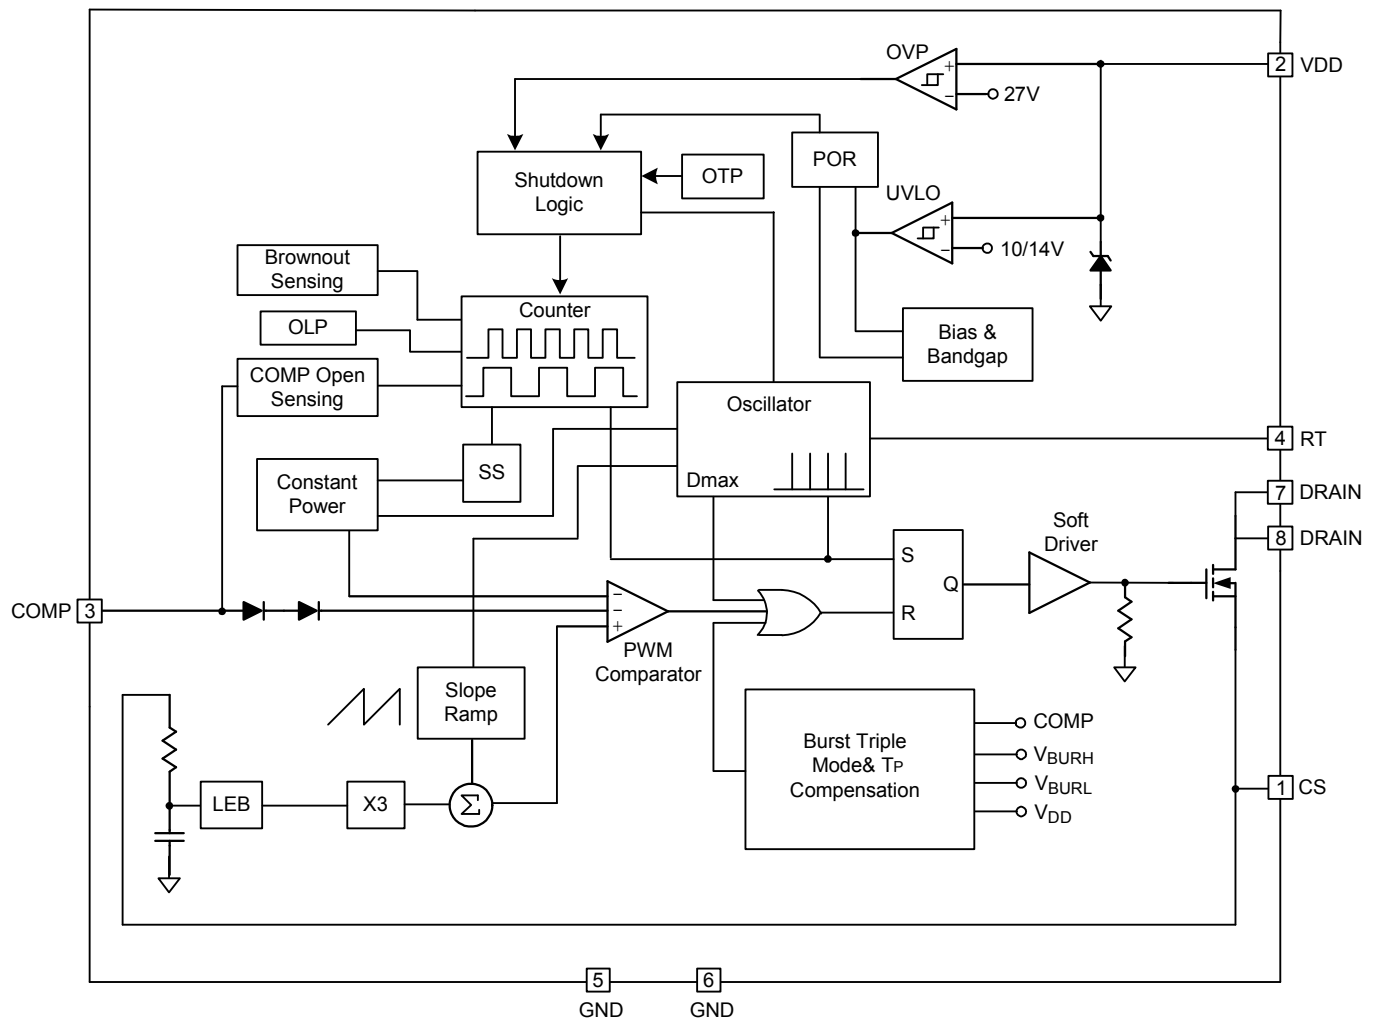 OVP
+
−
27V
2
VDD
POR
Shutdown
Logic
OTP
UVLO
+
−
10/14V
Brownout
Sensing
Counter
OLP
Bias &
Bandgap
COMP Open
Sensing
Oscillator
Dmax
4
RT
SS
Constant
Power
7
DRAIN
8
DRAIN
Soft
Driver
S
Q
R
COMP
3
−
−
+
PWM
Comparator
Slope
Ramp
Burst Triple
Mode& TP
Compensation
COMP
VBURH
VBURL
VDD
1
CS
LEB
X3
Σ
5
GND
6
GND